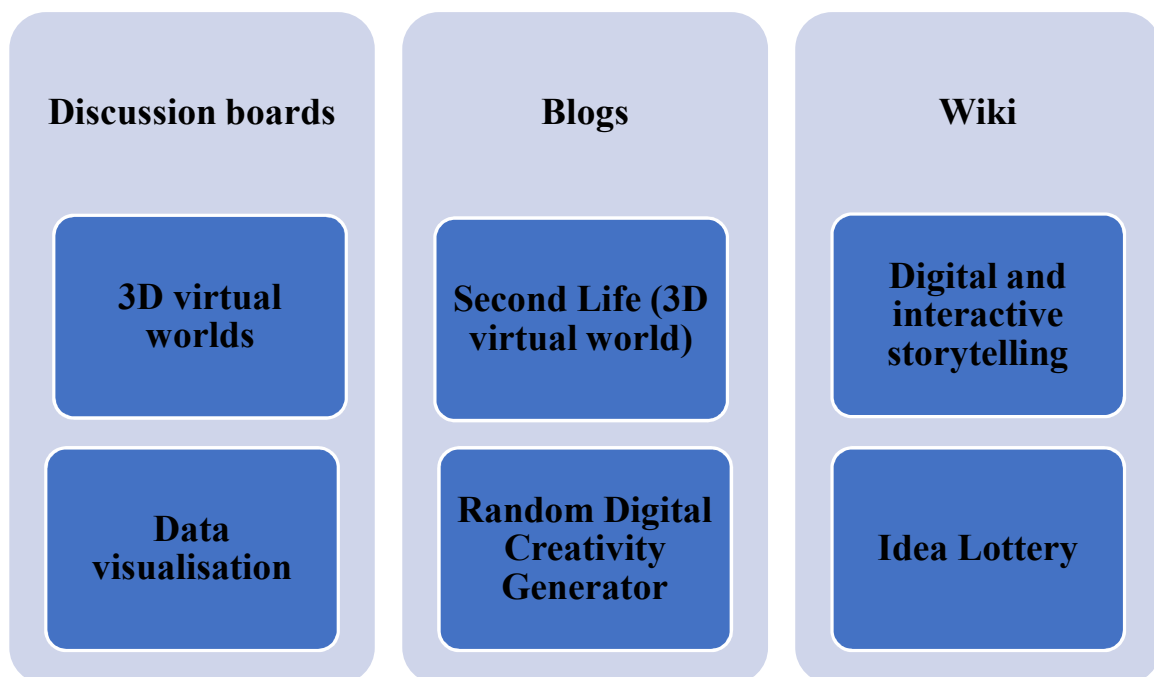 Discussion boards
3D virtual
worlds
Data
visualisation
Blogs
Second Life (3D
virtual world)
Random Digital
Creativity
Generator
Wiki
Digital and
interactive
storytelling
Idea Lottery